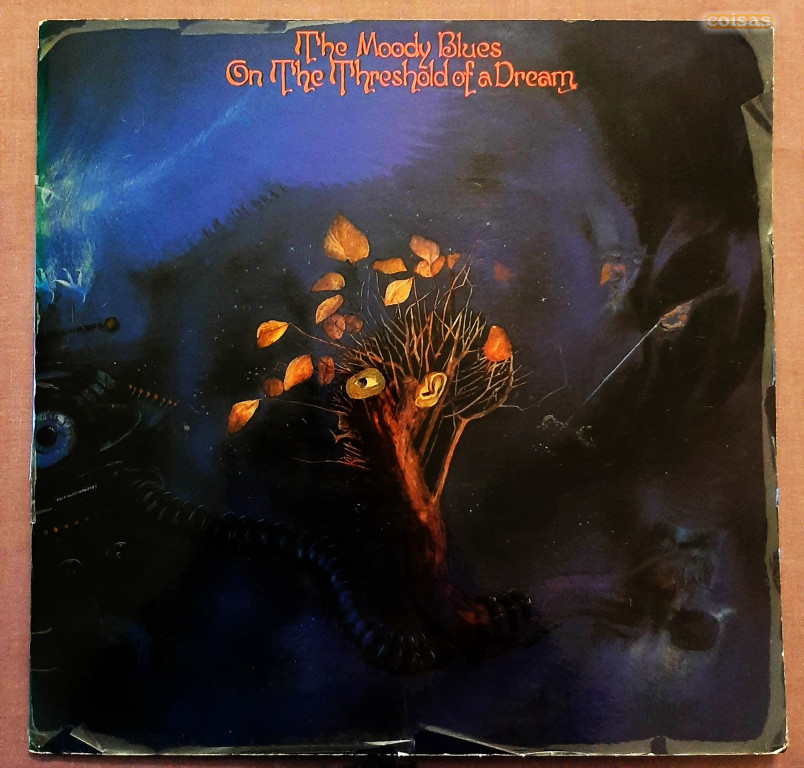 coisas
The Moody Blues
On The Threshold of a Dream